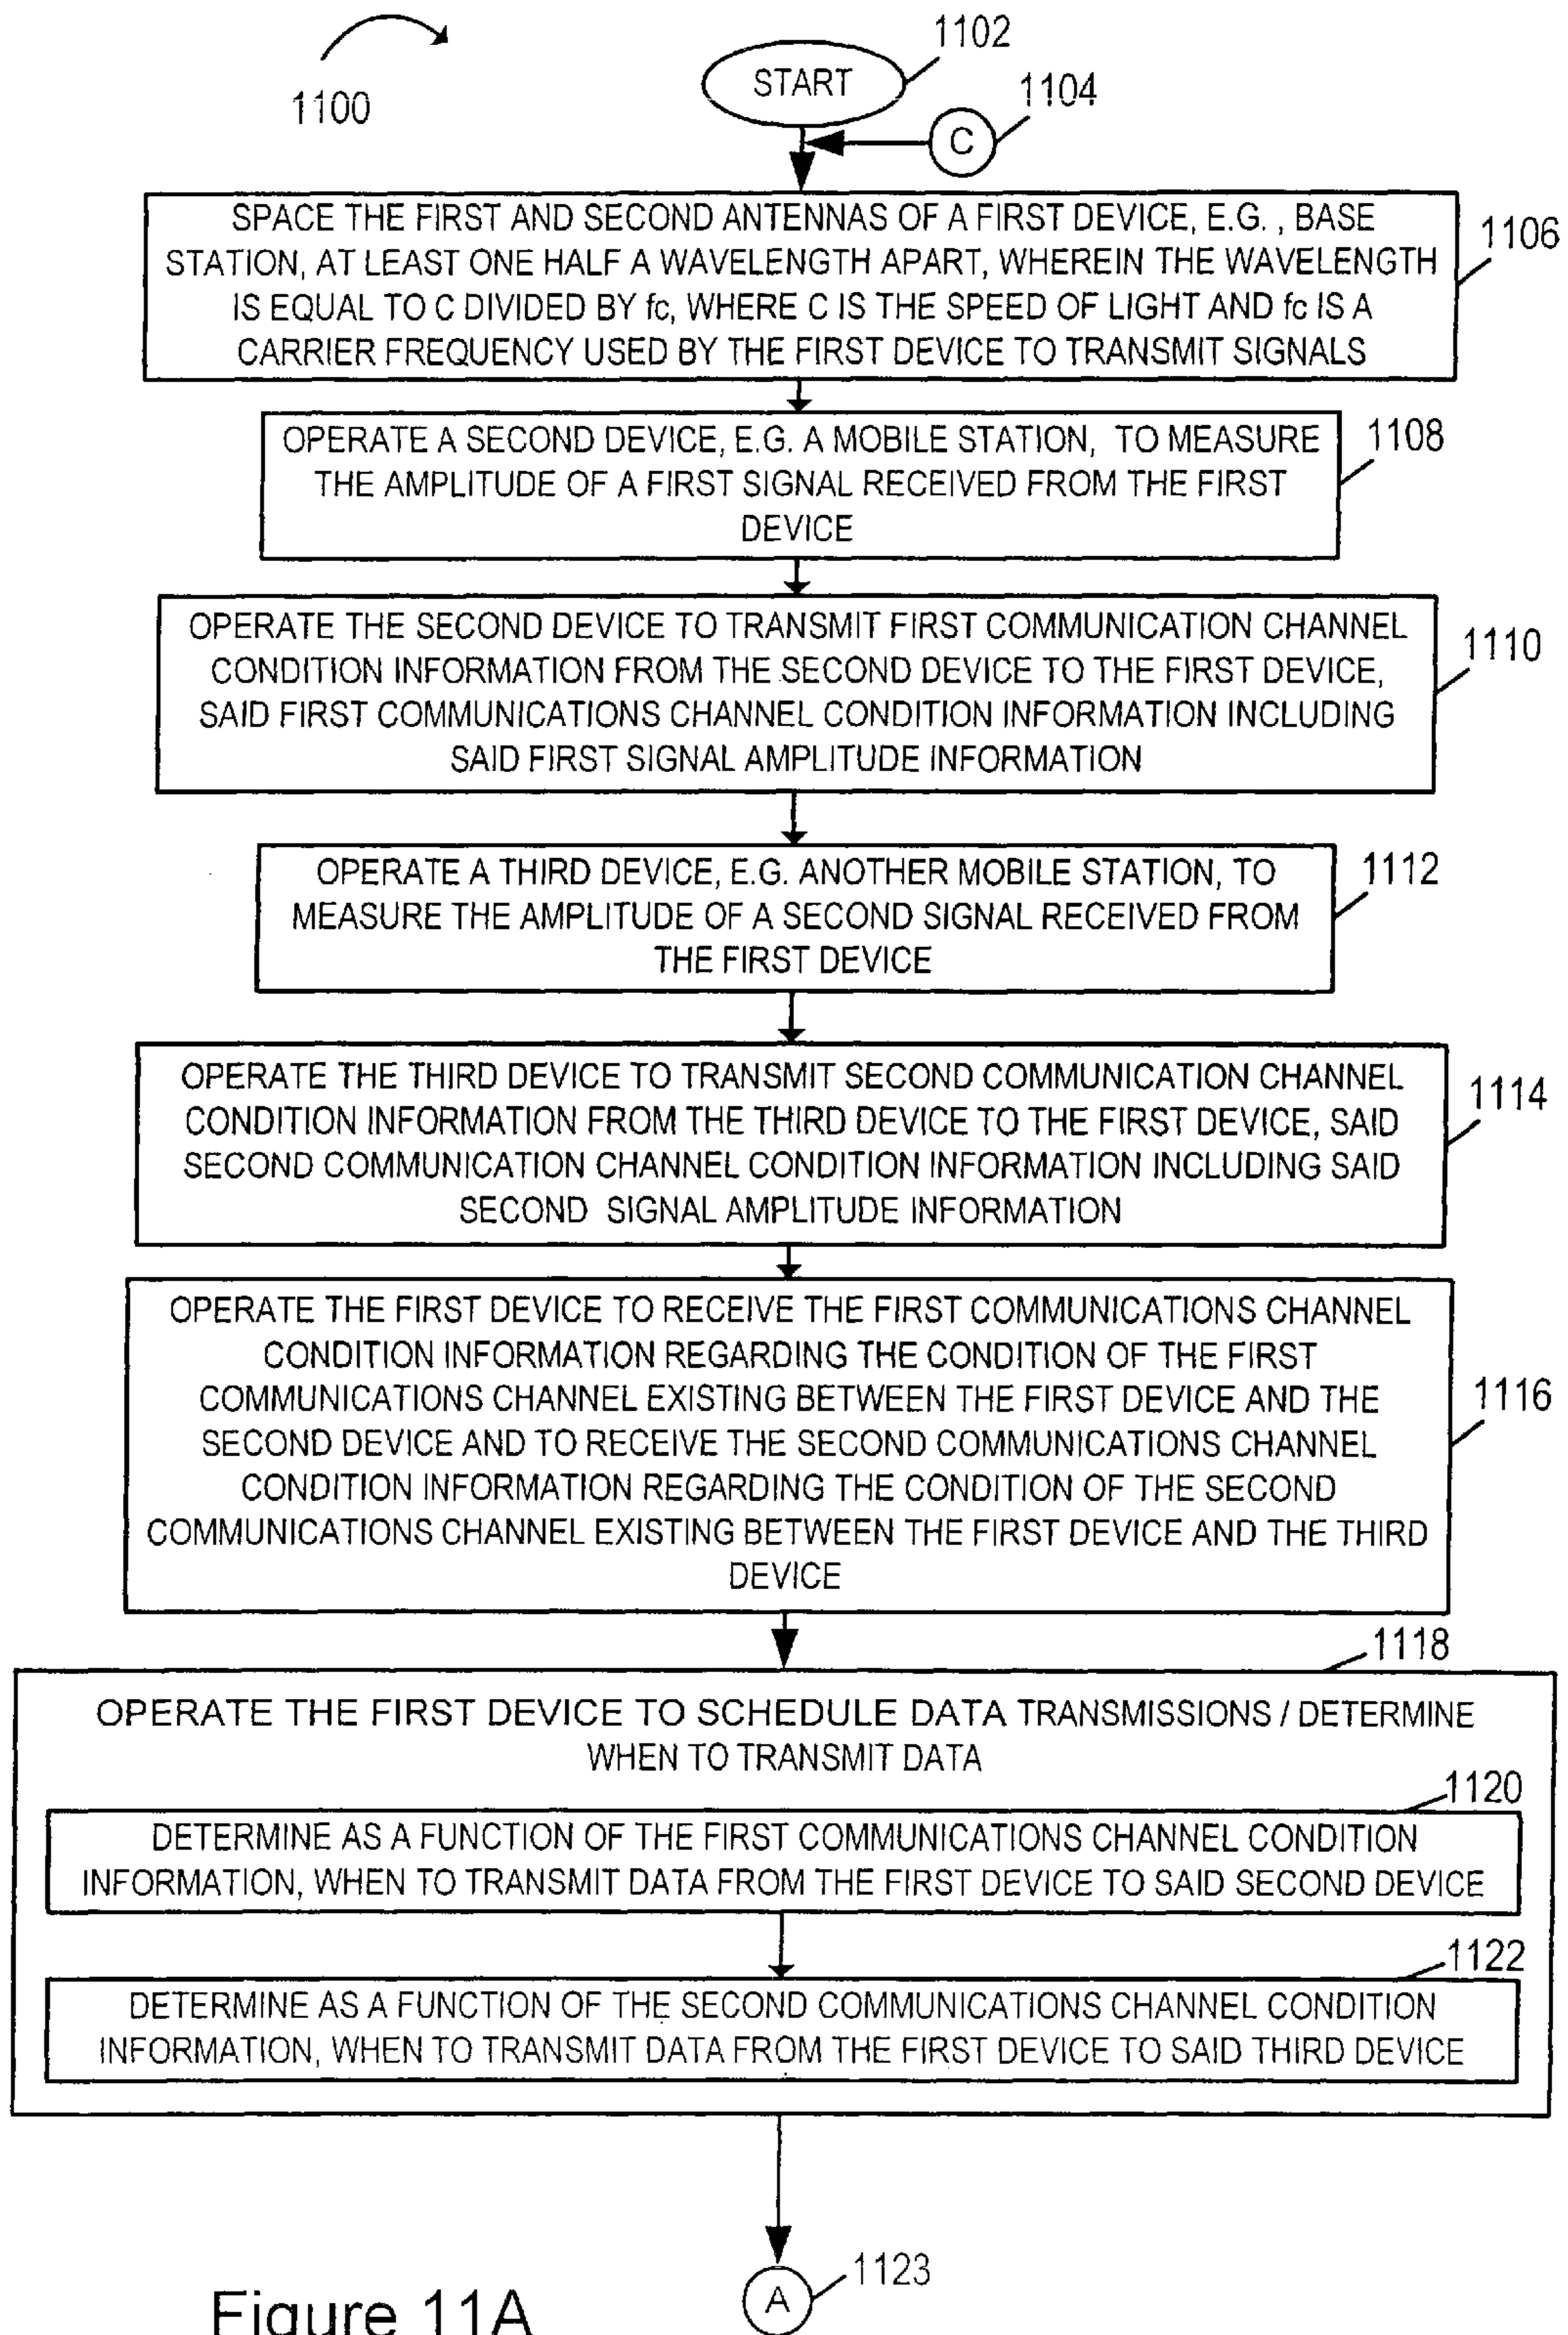 1100
START
1102
C
1104
SPACE THE FIRST AND SECOND ANTENNAS OF A FIRST DEVICE, E.G. , BASE
STATION, AT LEAST ONE HALF A WAVELENGTH APART, WHEREIN THE WAVELENGTH
IS EQUAL TO C DIVIDED BY fc, WHERE C IS THE SPEED OF LIGHT AND fc IS A
CARRIER FREQUENCY USED BY THE FIRST DEVICE TO TRANSMIT SIGNALS
1106
OPERATE A SECOND DEVICE, E.G. A MOBILE STATION, TO MEASURE
THE AMPLITUDE OF A FIRST SIGNAL RECEIVED FROM THE FIRST
DEVICE
1108
OPERATE THE SECOND DEVICE TO TRANSMIT FIRST COMMUNICATION CHANNEL
CONDITION INFORMATION FROM THE SECOND DEVICE TO THE FIRST DEVICE,
SAID FIRST COMMUNICATIONS CHANNEL CONDITION INFORMATION INCLUDING
SAID FIRST SIGNAL AMPLITUDE INFORMATION
1110
OPERATE A THIRD DEVICE, E.G. ANOTHER MOBILE STATION, TO
MEASURE THE AMPLITUDE OF A SECOND SIGNAL RECEIVED FROM
THE FIRST DEVICE
1112
OPERATE THE THIRD DEVICE TO TRANSMIT SECOND COMMUNICATION CHANNEL
CONDITION INFORMATION FROM THE THIRD DEVICE TO THE FIRST DEVICE, SAID
SECOND COMMUNICATION CHANNEL CONDITION INFORMATION INCLUDING SAID
SECOND SIGNAL AMPLITUDE INFORMATION
1114
OPERATE THE FIRST DEVICE TO RECEIVE THE FIRST COMMUNICATIONS CHANNEL
CONDITION INFORMATION REGARDING THE CONDITION OF THE FIRST
COMMUNICATIONS CHANNEL EXISTING BETWEEN THE FIRST DEVICE AND THE
SECOND DEVICE AND TO RECEIVE THE SECOND COMMUNICATIONS CHANNEL
CONDITION INFORMATION REGARDING THE CONDITION OF THE SECOND
COMMUNICATIONS CHANNEL EXISTING BETWEEN THE FIRST DEVICE AND THE THIRD
DEVICE
1116
1118
OPERATE THE FIRST DEVICE TO SCHEDULE DATA TRANSMISSIONS / DETERMINE
WHEN TO TRANSMIT DATA
1120
DETERMINE AS A FUNCTION OF THE FIRST COMMUNICATIONS CHANNEL CONDITION
INFORMATION, WHEN TO TRANSMIT DATA FROM THE FIRST DEVICE TO SAID SECOND DEVICE
1122
DETERMINE AS A FUNCTION OF THE SECOND COMMUNICATIONS CHANNEL CONDITION
INFORMATION, WHEN TO TRANSMIT DATA FROM THE FIRST DEVICE TO SAID THIRD DEVICE
A
1123
Figure 11A